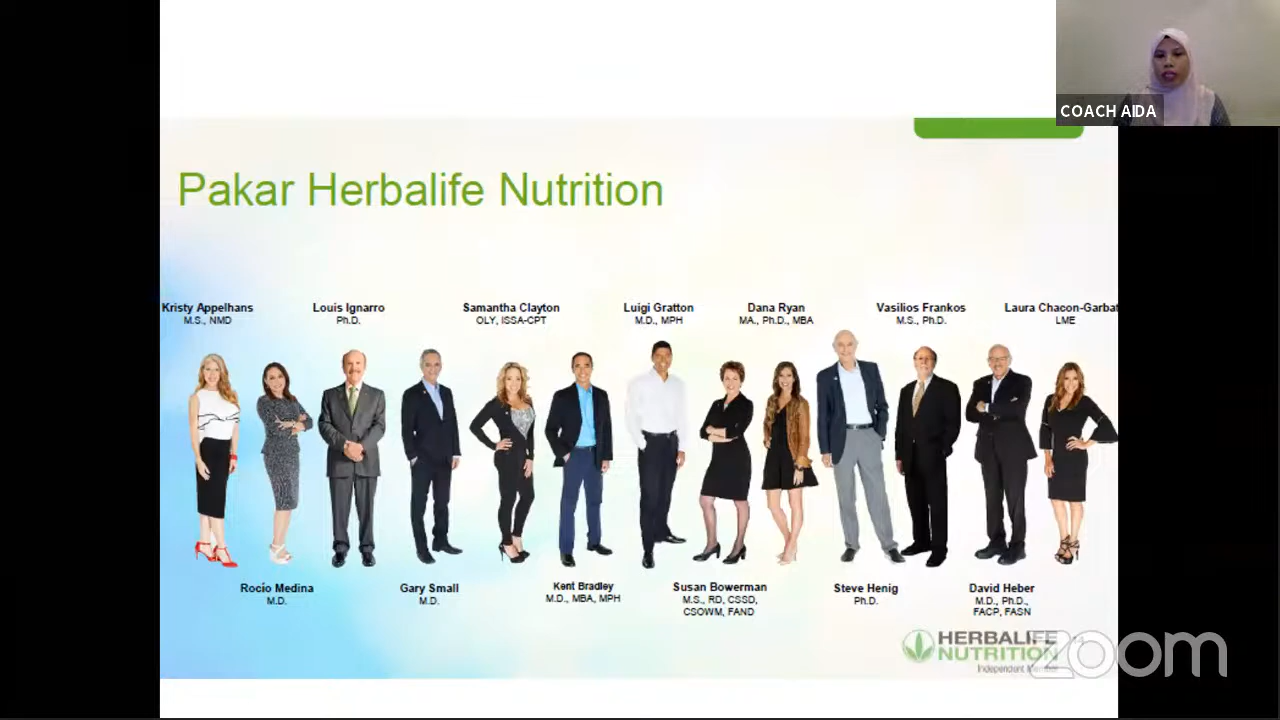 COACH AIDA
Pakar Herbalife Nutrition
Kristy Appelhans
M.S., NMD
Louis Ignarro
Ph.D.
Samantha Clayton
OLY, ISSA-CPT
Luigi Gratton
M.D., MPH
Dana Ryan
MA., Ph.D., MBA
Vasilios Frankos
M.S., Ph.D.
Laura Chacon-Garbat
LME
Rocío Medina
M.D.
Gary Small
M.D.
Kent Bradley
M.D., MBA, MPH
Susan Bowerman
M.S., RD, CSSD,
CSOWM, FAND
Steve Henig
Ph.D.
David Heber
M.D., Ph.D.,
FACP, FASN
HERBALIFE
NUTRITION
Independent Member
zoom